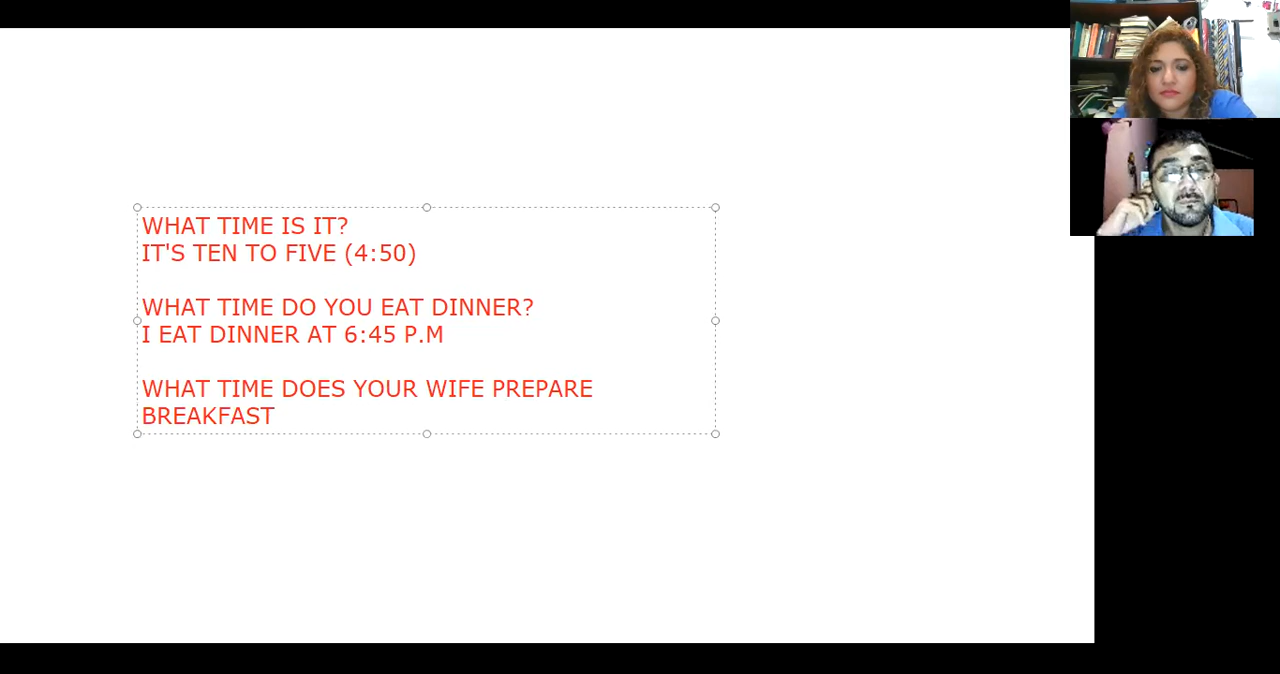 WHAT TIME IS IT?
IT'S TEN TO FIVE (4:50)
WHAT TIME DO YOU EAT DINNER?
I EAT DINNER AT 6:45 P.M
WHAT TIME DOES YOUR WIFE PREPARE
BREAKFAST